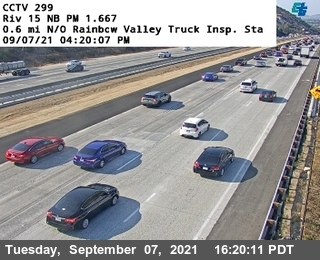 CCTV 299
Riv 15 NB PM 1.667
0.6 mi N/O Rainbcw Valley Truck Insp. Sta
09/07/21 04:20:07 PM
Tuesday, September 07, 2021 16:20:11 PDT